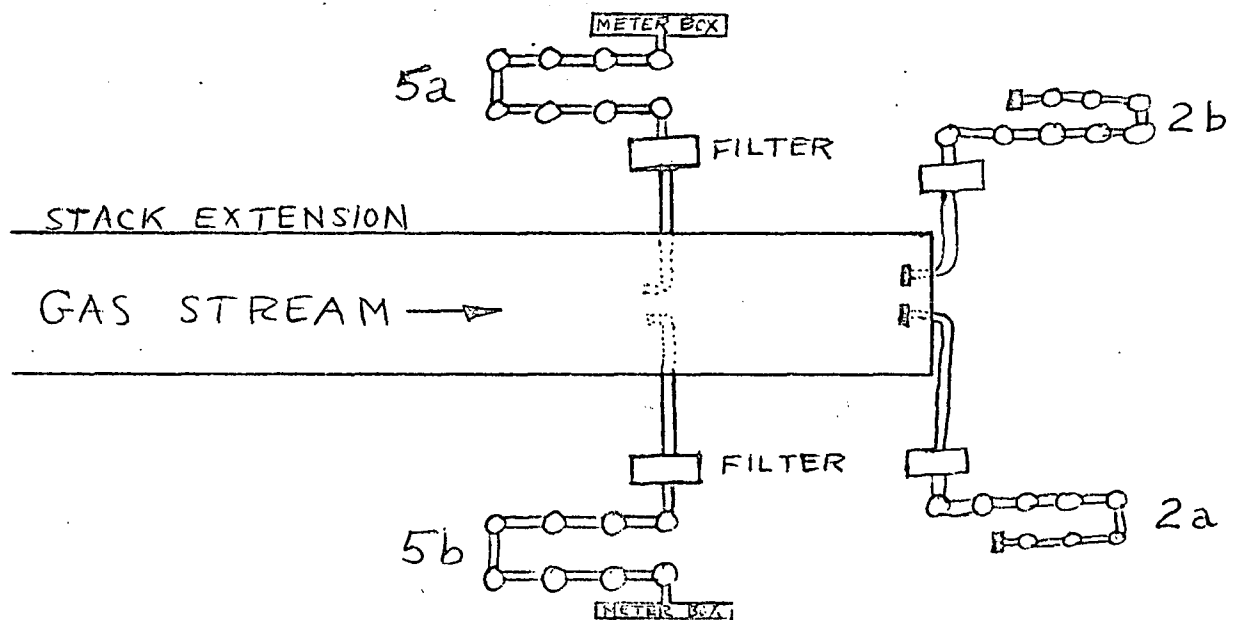 METER BOX
5a
2b
FILTER
STACK EXTENSION
GAS STREAM
FILTER
5b
2a
METER BOX